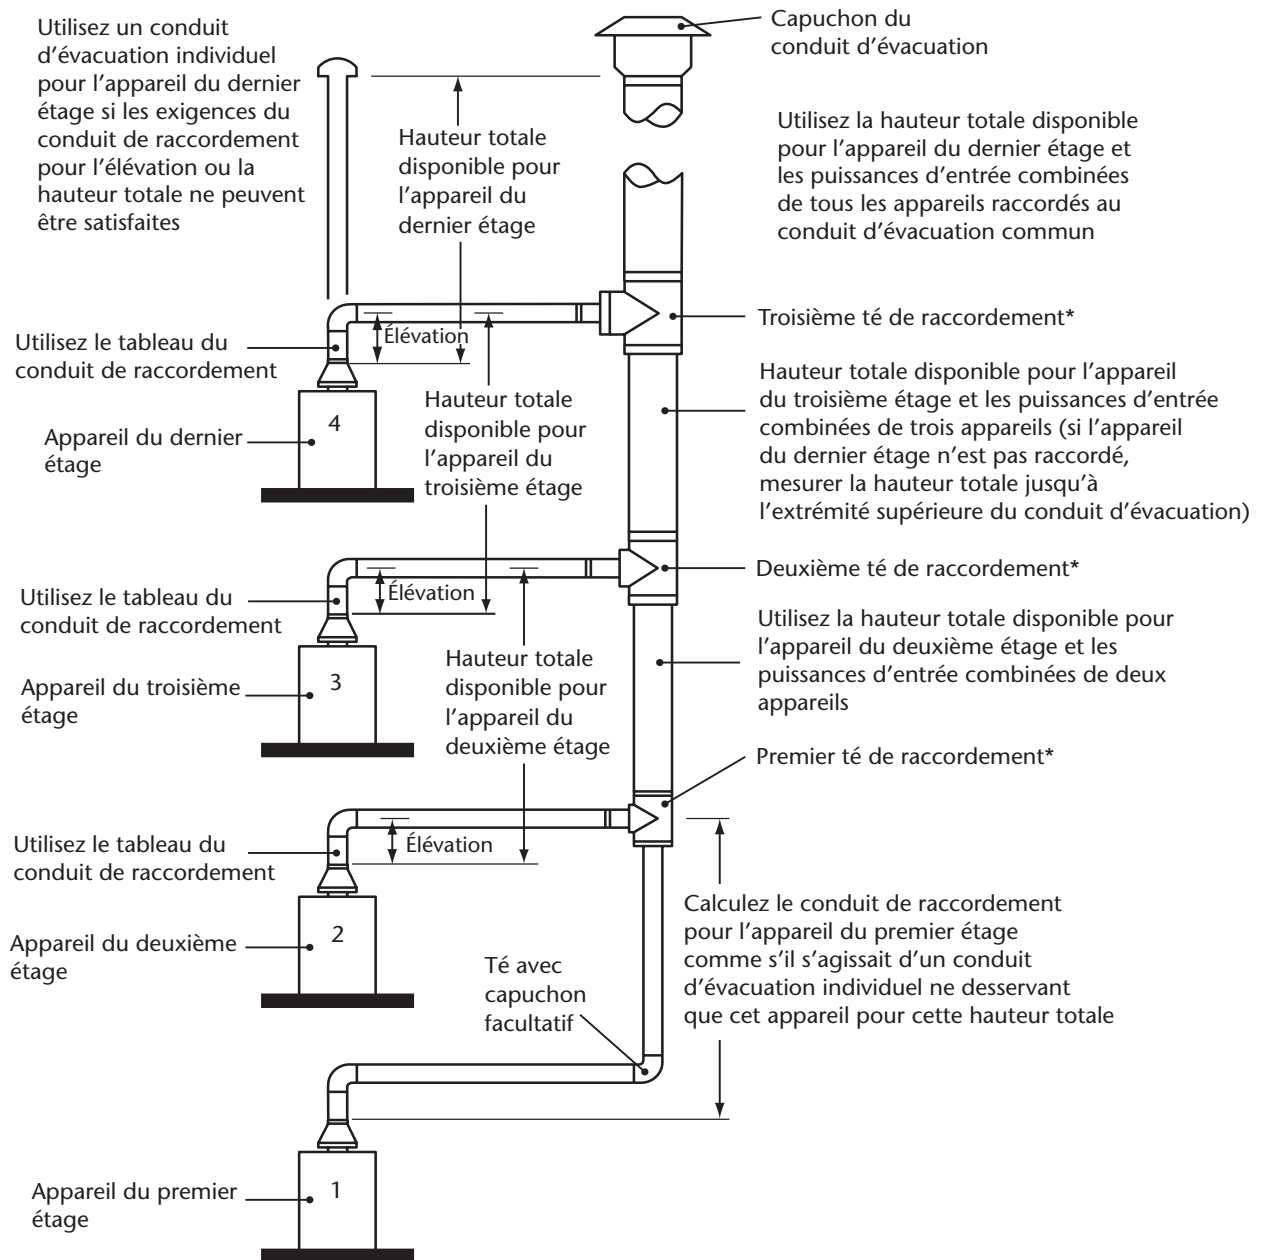 Utilisez un conduit
d'évacuation individuel
pour l'appareil du dernier
étage si les exigences du
conduit de raccordement
pour l'élévation ou la
hauteur totale ne peuvent
être satisfaites
Capuchon du
conduit d'évacuation
Hauteur totale
disponible pour
l'appareil du
dernier étage
Utilisez la hauteur totale disponible
pour l'appareil du dernier étage et
les puissances d'entrée combinées
de tous les appareils raccordés au
conduit d'évacuation commun
Troisième té de raccordement*
Élévation
Utilisez le tableau du
conduit de raccordement
Hauteur totale disponible pour l'appareil
du troisième étage et les puissances d'entrée
combinées de trois appareils (si l'appareil
du dernier étage n'est pas raccordé,
mesurer la hauteur totale jusqu'à
l'extrémité supérieure du conduit d'évacuation)
Hauteur totale
disponible pour
l'appareil du
troisième étage
4
Appareil du dernier
étage
Deuxième té de raccordement*
Élévation
Utilisez le tableau du
conduit de raccordement
Utilisez la hauteur totale disponible pour
l'appareil du deuxième étage et les
puissances d'entrée combinées de deux
appareils
Hauteur totale
disponible pour
l'appareil du
deuxième étage
3
Appareil du troisième
étage
Premier té de raccordement*
Élévation
Utilisez le tableau du
conduit de raccordement
Calculez le conduit de raccordement
pour l'appareil du premier étage
comme s'il s'agissait d'un conduit
d'évacuation individuel ne desservant
que cet appareil pour cette hauteur totale
2
Appareil du deuxième
étage
Té avec
capuchon
facultatif
1
Appareil du premier
étage